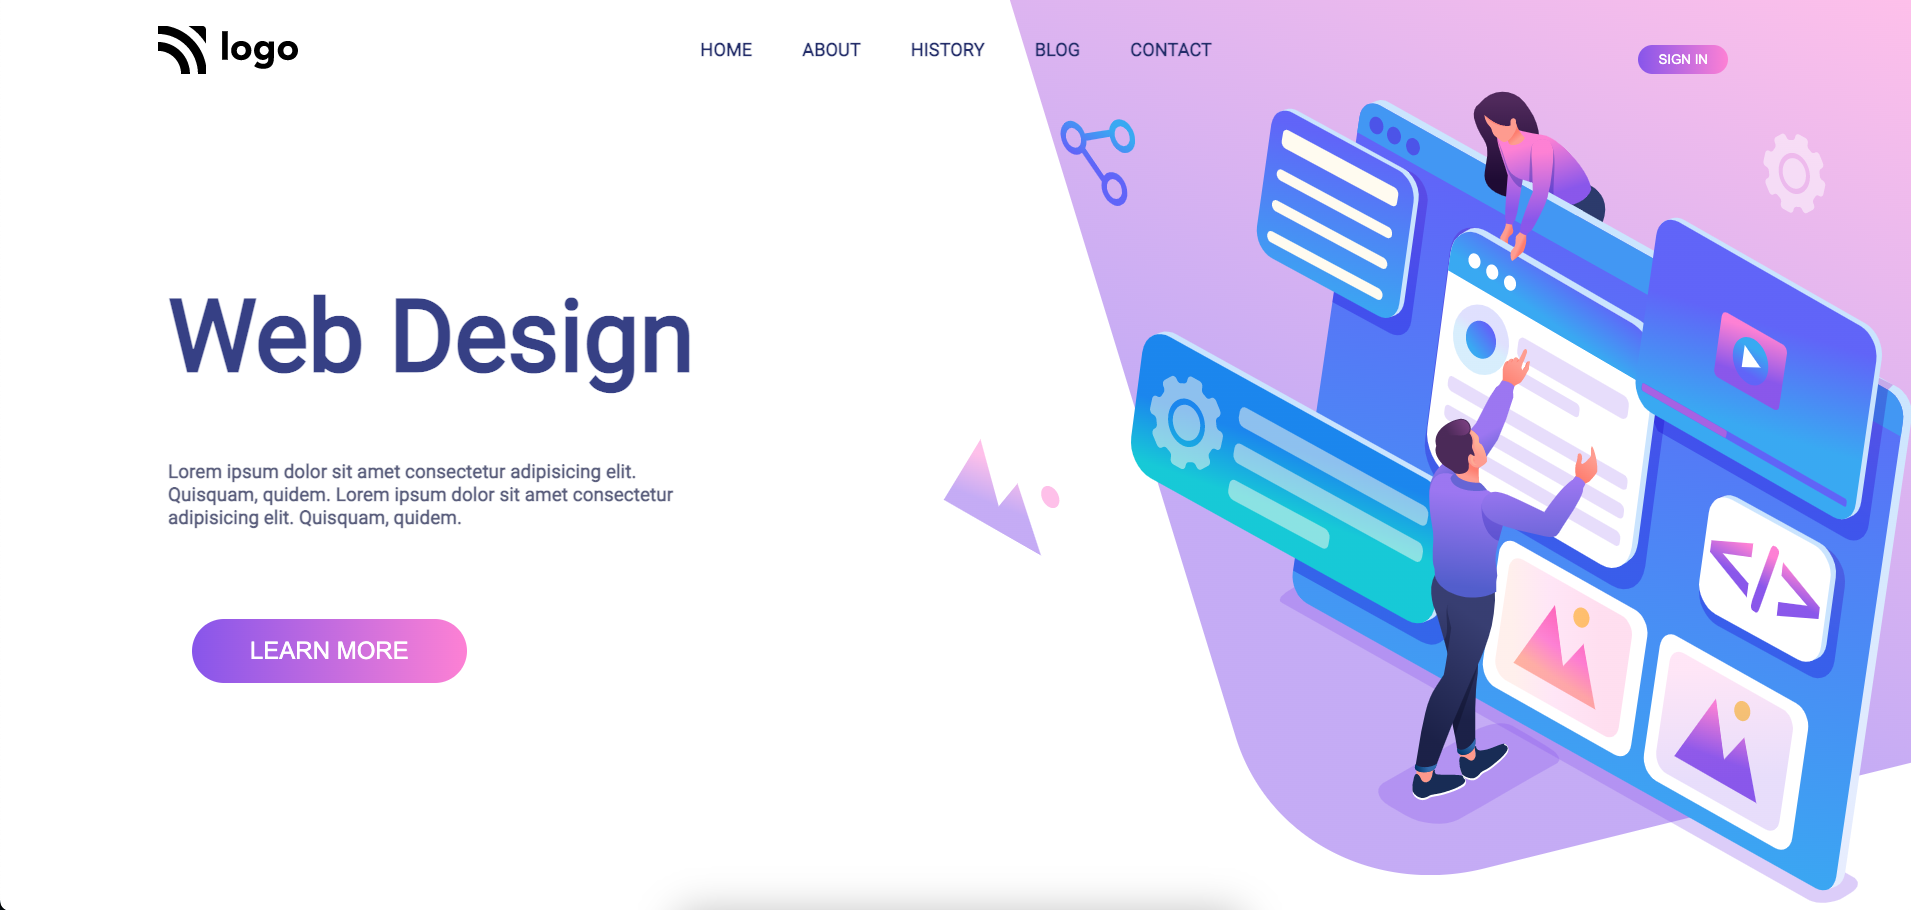 logo
HOME
ABOUT
HISTORY
BLOG
CONTACT
SIGN IN
Web Design
Lorem ipsum dolor sit amet consectetur adipisicing elit.
Quisquam, quidem. Lorem ipsum dolor sit amet consectetur
adipisicing elit. Quisquam, quidem.
LEARN MORE
</>